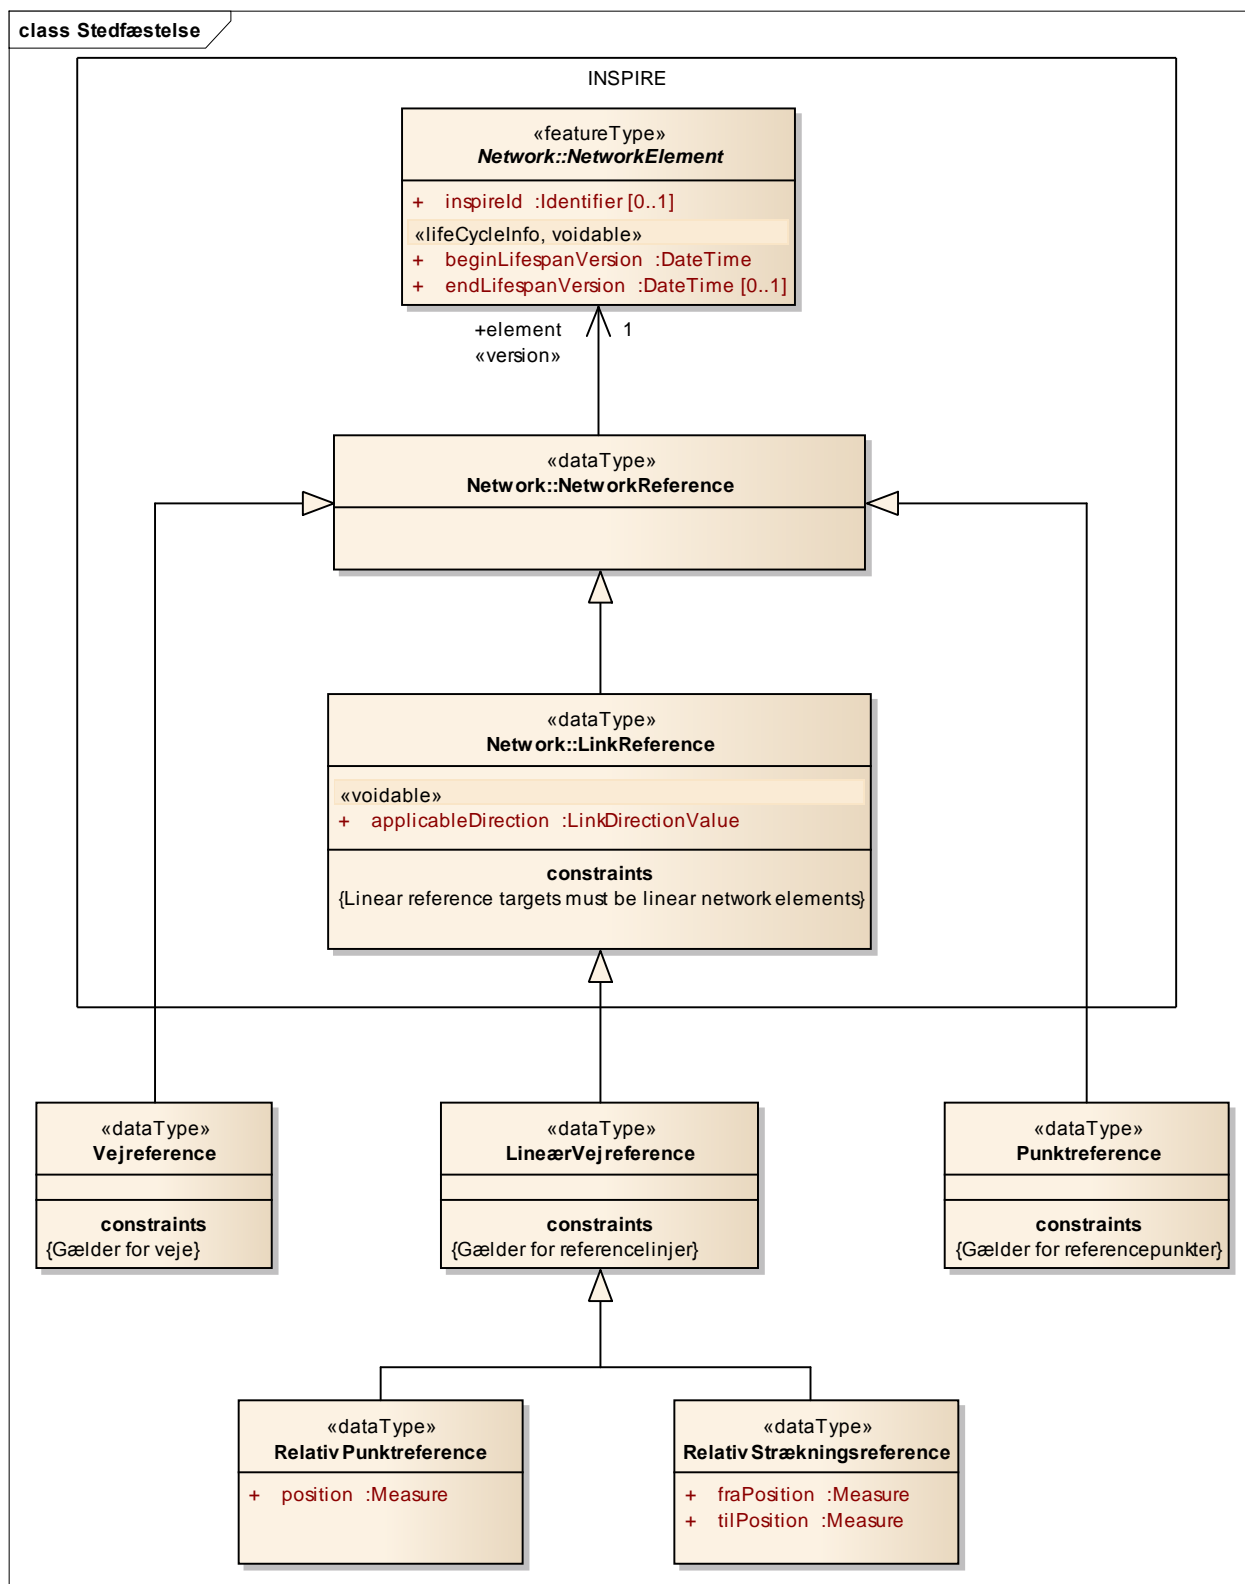 class Stedfæstelse
INSPIRE
«featureType»
Network::NetworkElement
+ inspireId :Identifier [0..1]
«lifeCycleInfo, voidable»
+ beginLifespanVersion :DateTime
+ endLifespanVersion :DateTime [0..1]
+element 1
«version»
«dataType»
Network::NetworkReference
«dataType»
Network::LinkReference
«voidable»
+ applicableDirection :LinkDirectionValue
constraints
{Linear reference targets must be linear network elements}
«dataType»
Vejreference
constraints
{Gælder for veje}
«dataType»
LineærVejreference
constraints
{Gælder for referencelinjer}
«dataType»
Punktreference
constraints
{Gælder for referencepunkter}
«dataType»
RelativPunktreference
+ position :Measure
«dataType»
RelativStrækningsreference
+ fraPosition :Measure
+ tilPosition :Measure